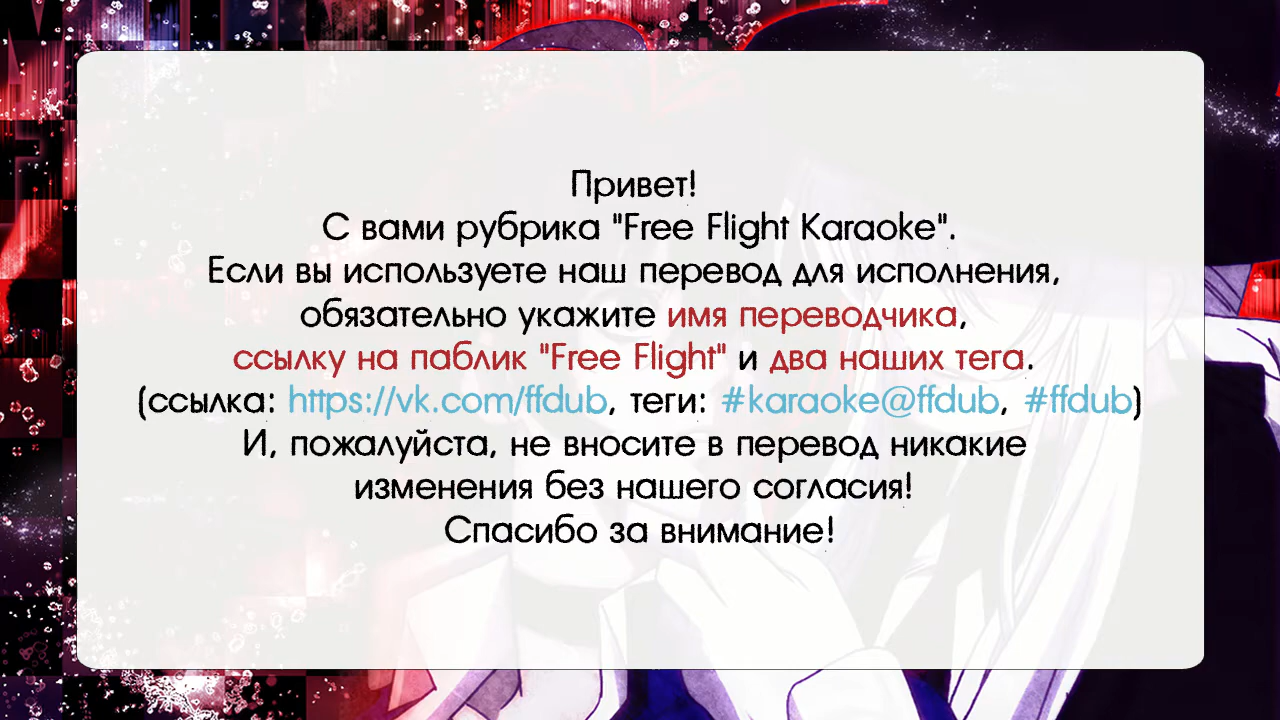 Привет!
С вами рубрика "Free Flight Karaoke".
Если вы используете наш перевод для исполнения,
обязательно укажите имя переводчика,
ссылку на паблик "Free Flight" и два наших тега.
(ссылка: https://vk.com/ffdub, теги: #karaoke@ffdub, #ffdub)
И, пожалуйста, не вносите в перевод никакие
изменения без нашего согласия!
Спасибо за внимание!